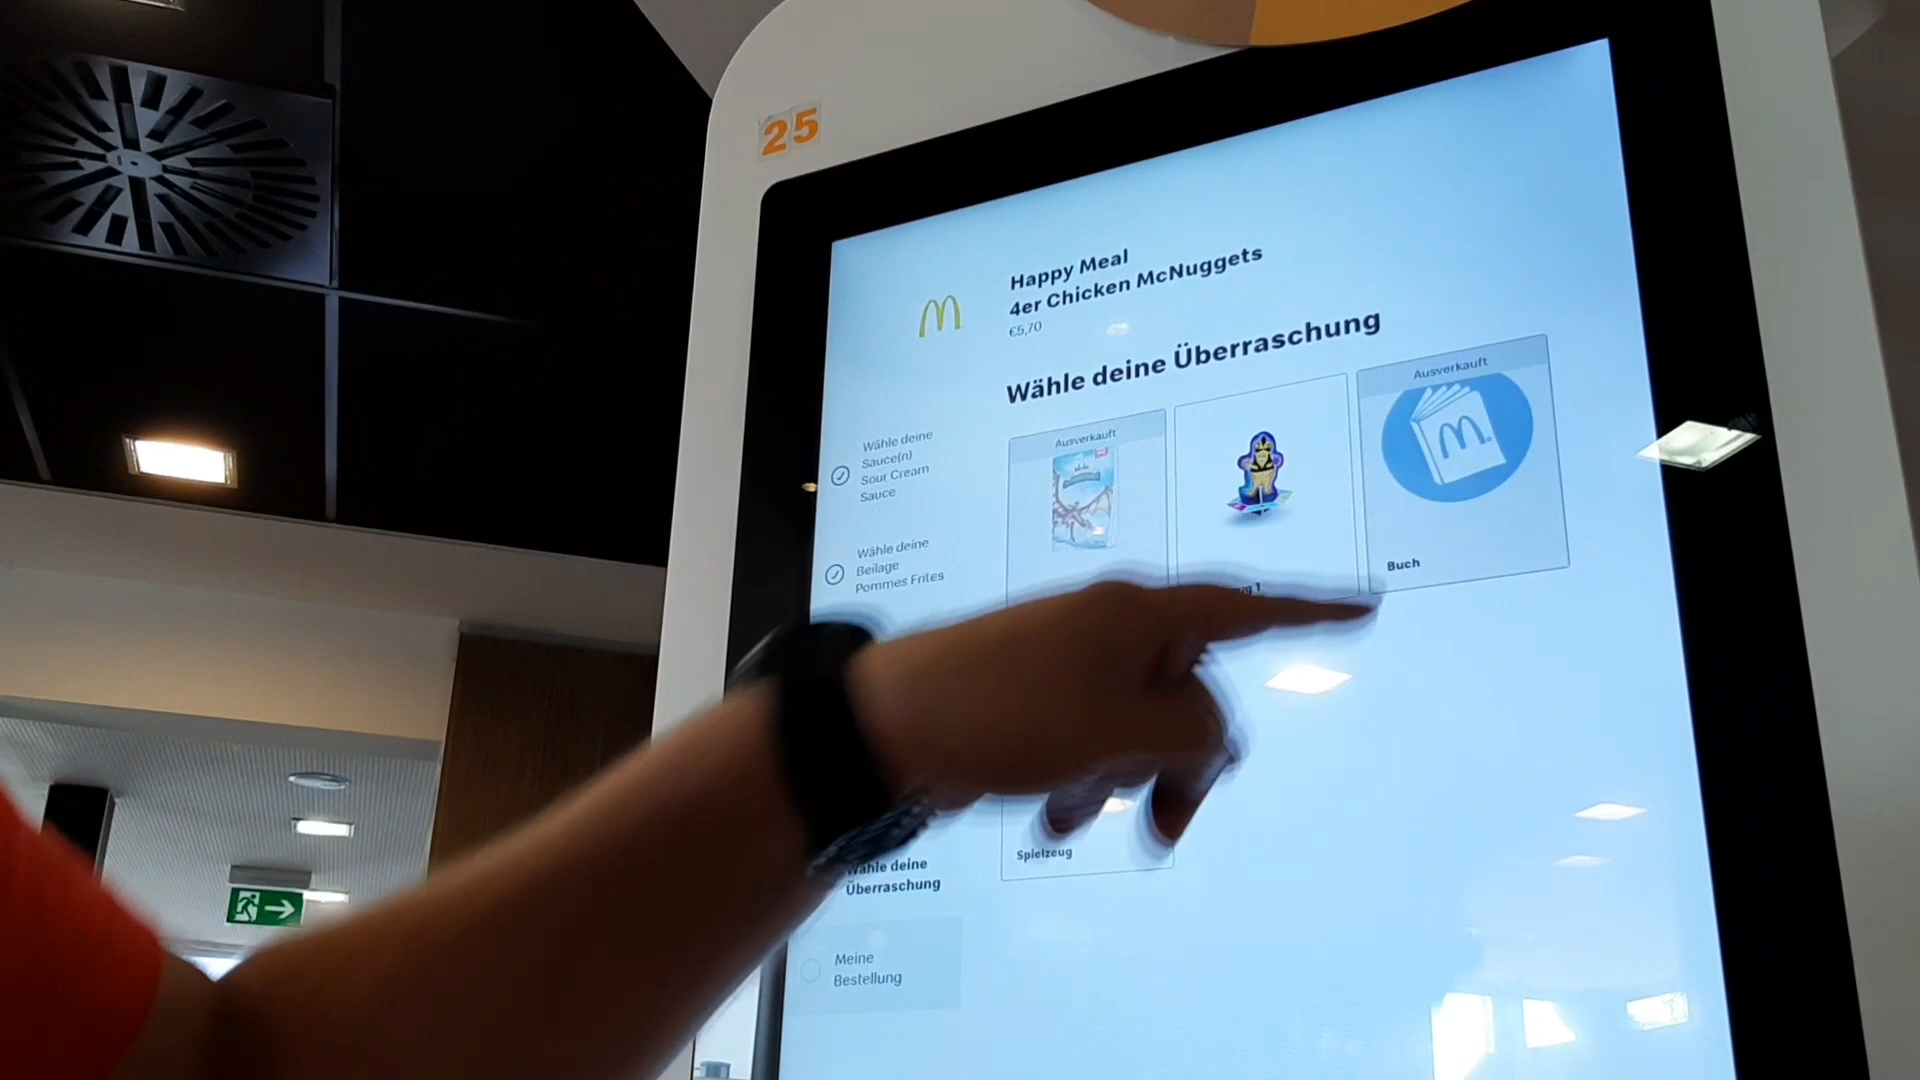 25
Happy Meal
4er Chicken McNuggets
€5,70
Wähle deine Überraschung
Wähle deine
Sauce(n)
Sour Cream
Sauce
Wähle deine
Beilage
Pommes Frites
Ausverkauft
Ausverkauft
Buch
1
Spielzeug
Wähle deine
Überraschung
Meine
Bestellung